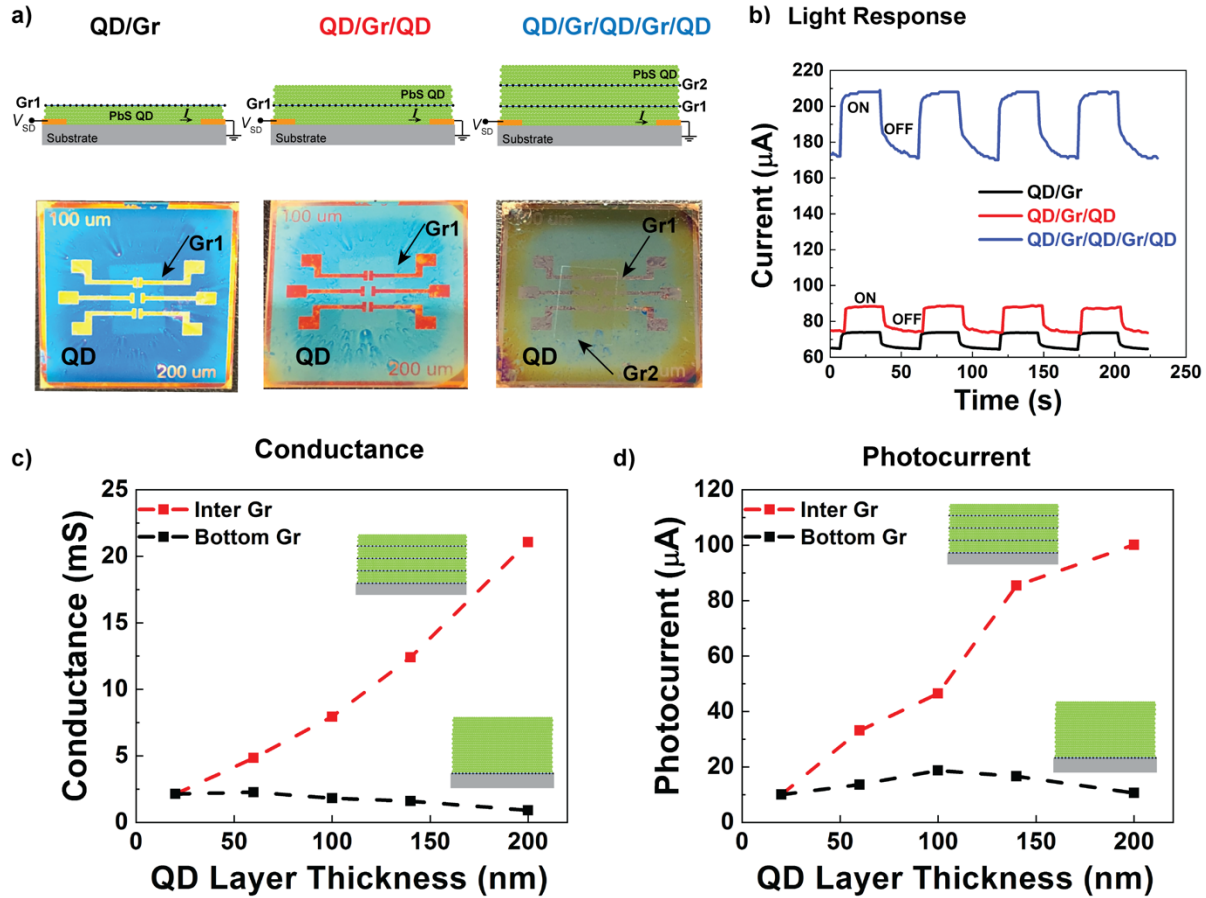 a)
QD/Gr
QD/Gr/QD
QD/Gr/QD/Gr/QD
Gr1
PbS QD
V_SD
I
Substrate
PbS QD
Gr1
V_SD
I
Substrate
PbS QD
Gr2
Gr1
V_SD
I
Substrate
100 um
Gr1
QD
200 um
100 um
Gr1
QD
200 um
Gr1
QD
Gr2
b) Light Response
220
200
180
160
140
120
100
80
60
Current (μA)
ON
OFF
QD/Gr
QD/Gr/QD
QD/Gr/QD/Gr/QD
ON
OFF
0 50 100 150 200 250
Time (s)
c) Conductance
25
20
15
10
5
0
Conductance (mS)
Inter Gr
Bottom Gr
0 50 100 150 200
QD Layer Thickness (nm)
d) Photocurrent
120
100
80
60
40
20
0
Photocurrent (μA)
Inter Gr
Bottom Gr
0 50 100 150 200
QD Layer Thickness (nm)